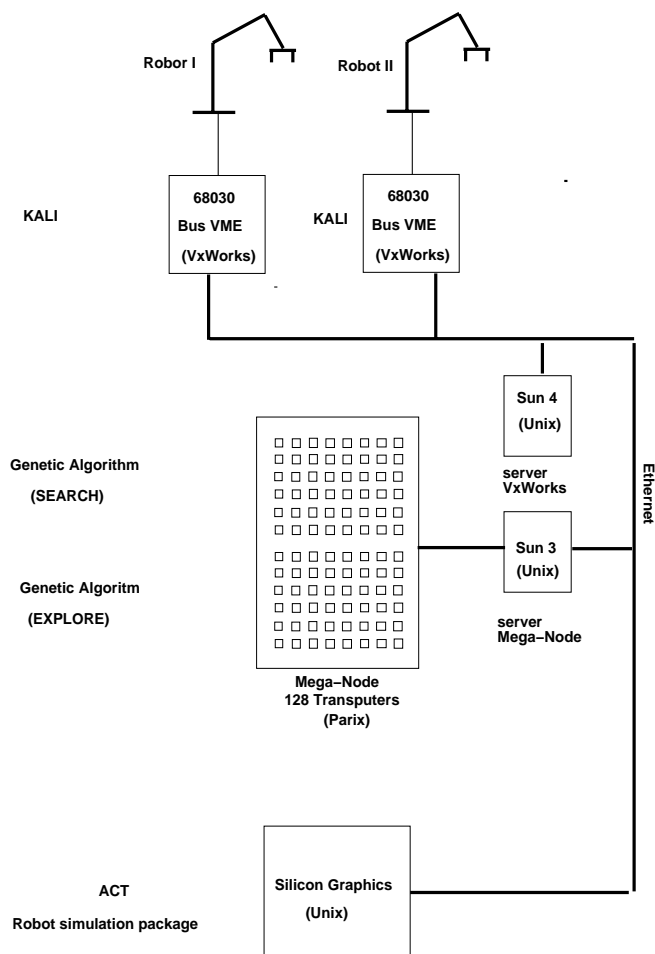 Robor I
Robot II
KALI
68030
Bus VME
(VxWorks)
KALI
68030
Bus VME
(VxWorks)
Sun 4
(Unix)
server
VxWorks
Ethernet
Genetic Algorithm
(SEARCH)
Genetic Algoritm
(EXPLORE)
Sun 3
(Unix)
server
Mega−Node
Mega−Node
128 Transputers
(Parix)
ACT
Robot simulation package
Silicon Graphics
(Unix)